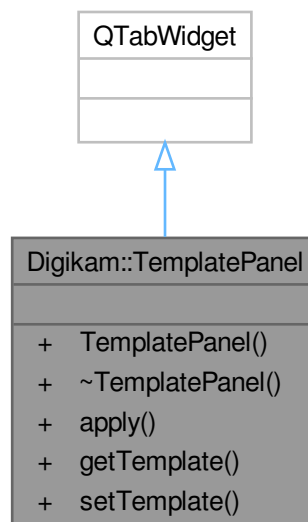 QTabWidget
Digikam::TemplatePanel
+ TemplatePanel()
+ ~TemplatePanel()
+ apply()
+ getTemplate()
+ setTemplate()